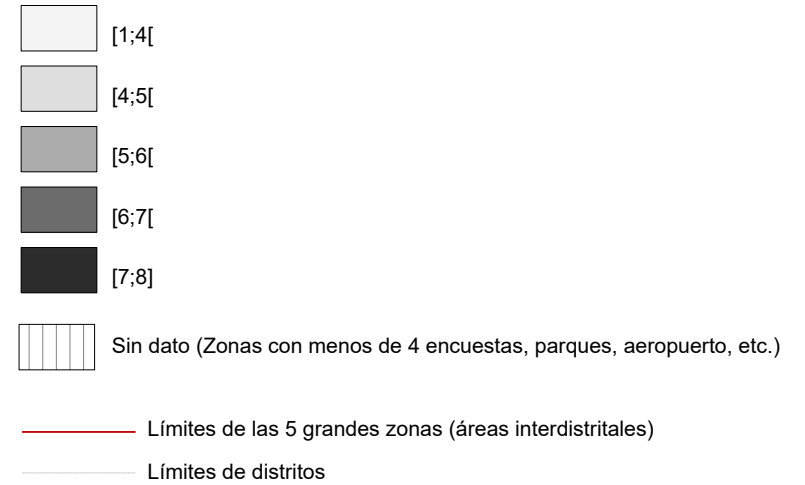 [1;4[
[4;5[
[5;6[
[6;7[
[7;8]
Sin dato (Zonas con menos de 4 encuestas, parques, aeropuerto, etc.)
Límites de las 5 grandes zonas (áreas interdistritales)
Límites de distritos